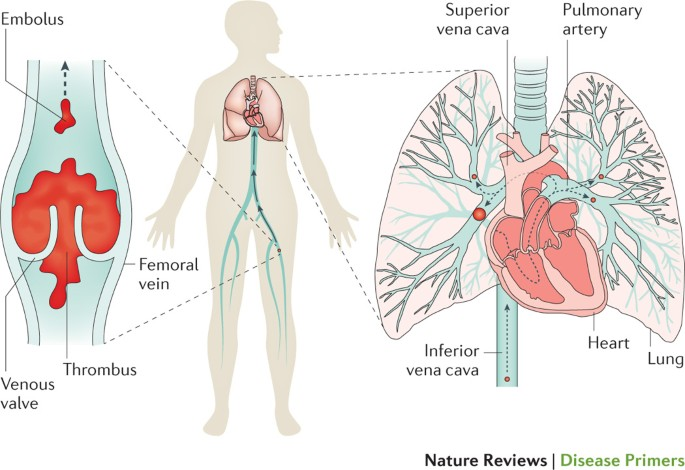 Embolus
Superior
vena cava
Pulmonary
artery
Femoral
vein
Thrombus
Venous
valve
Inferior
vena cava
Heart
Lung
Nature Reviews | Disease Primers